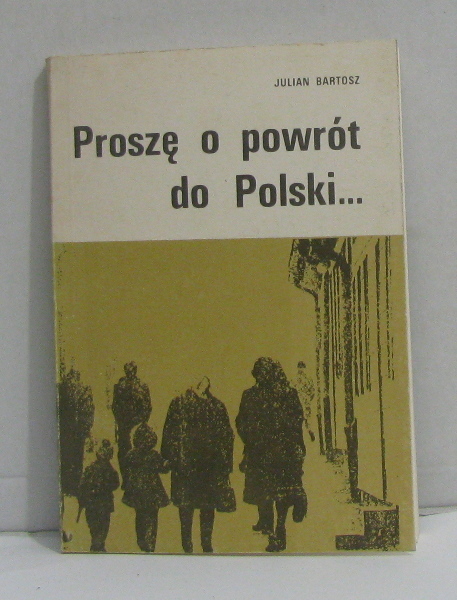 JULIAN BARTOSZ
Proszę o powrót
do Polski...